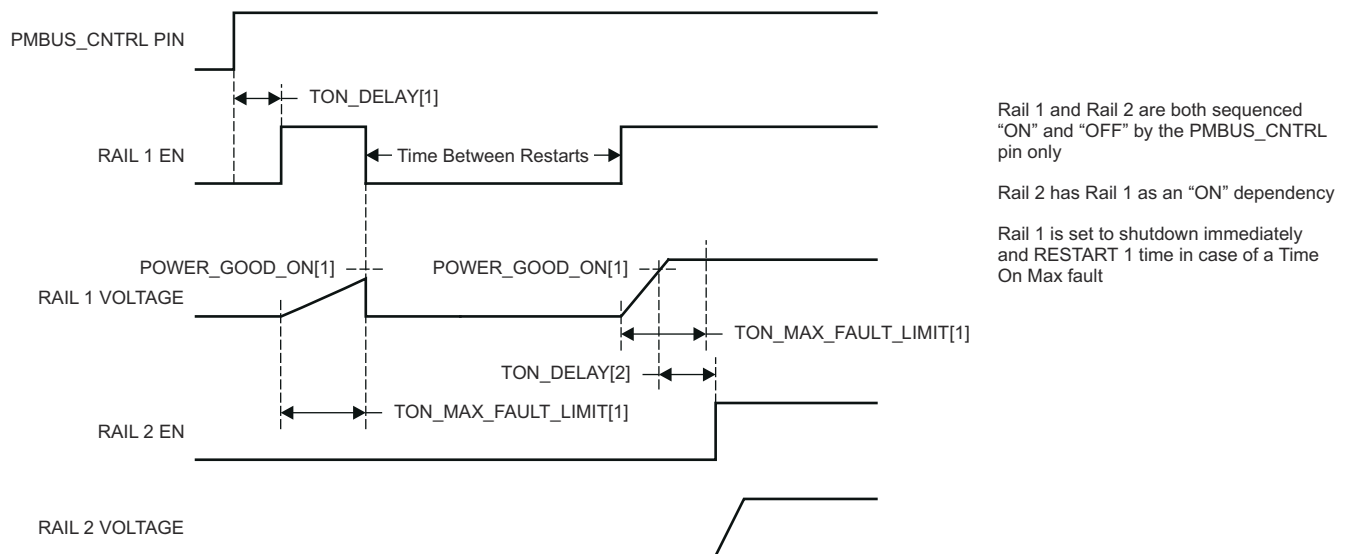 PMBUS_CNTRL PIN
TON_DELAY[1]
RAIL 1 EN
Time Between Restarts
POWER_GOOD_ON[1]
POWER_GOOD_ON[1]
RAIL 1 VOLTAGE
TON_MAX_FAULT_LIMIT[1]
TON_DELAY[2]
TON_MAX_FAULT_LIMIT[1]
RAIL 2 EN
RAIL 2 VOLTAGE
Rail 1 and Rail 2 are both sequenced
“ON” and “OFF” by the PMBUS_CNTRL
pin only
Rail 2 has Rail 1 as an “ON” dependency
Rail 1 is set to shutdown immediately
and RESTART 1 time in case of a Time
On Max fault